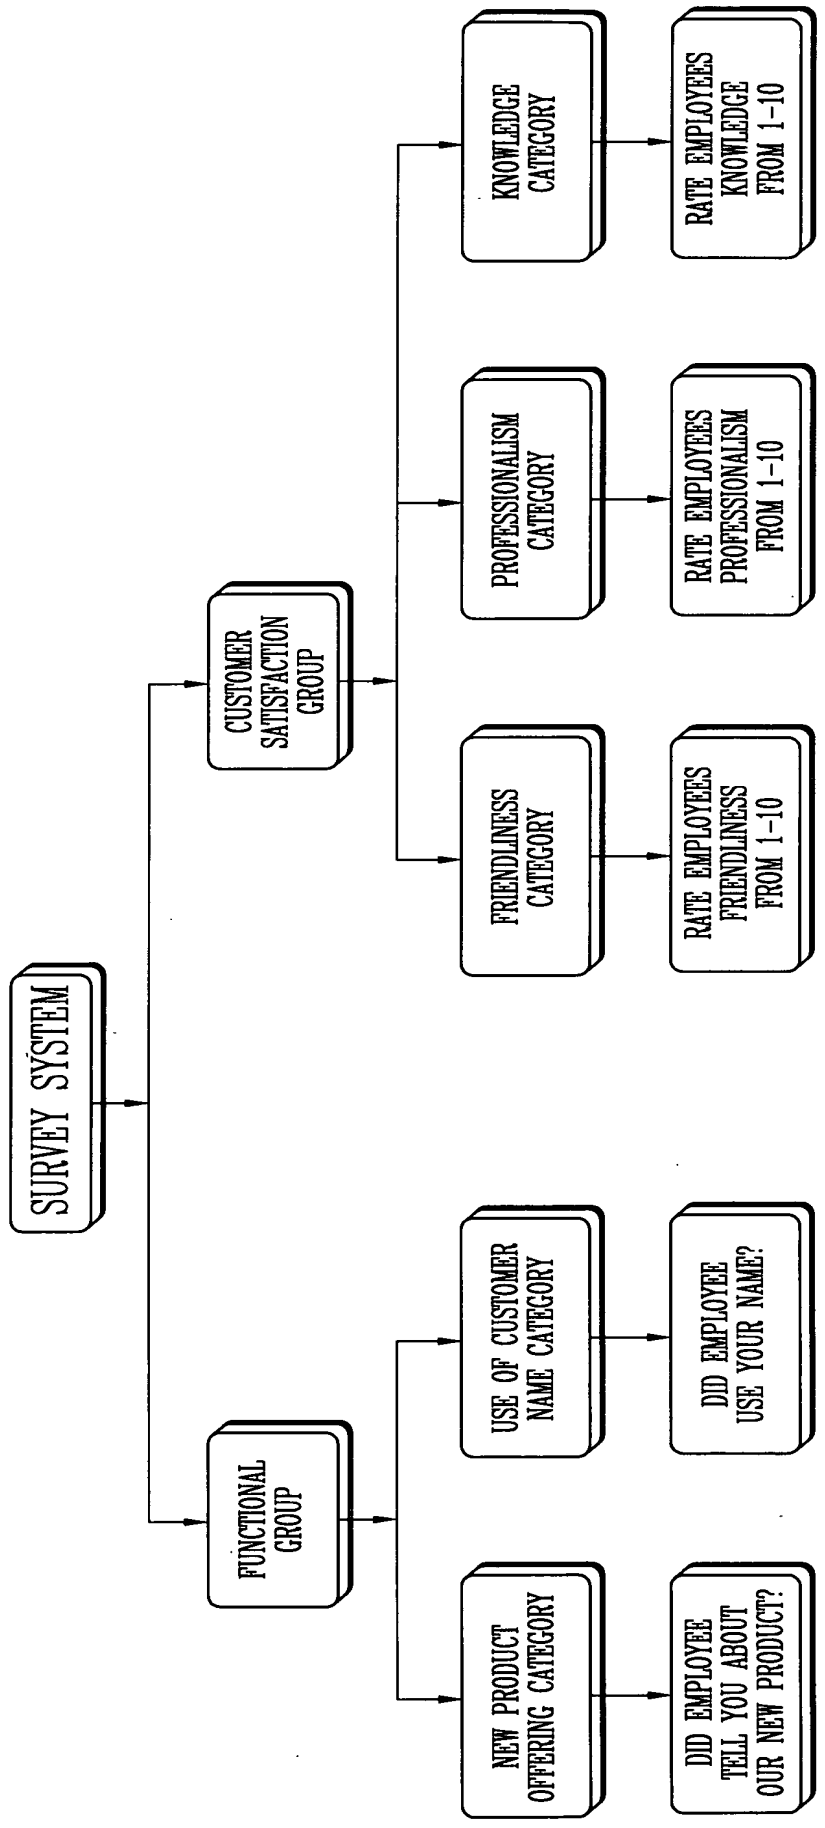 SURVEY SYSTEM
FUNCTIONAL
GROUP
CUSTOMER
SATISFACTION
GROUP
NEW PRODUCT
OFFERING CATEGORY
USE OF CUSTOMER
NAME CATEGORY
FRIENDLINESS
CATEGORY
PROFESSIONALISM
CATEGORY
KNOWLEDGE
CATEGORY
DID EMPLOYEE
TELL YOU ABOUT
OUR NEW PRODUCT?
DID EMPLOYEE
USE YOUR NAME?
RATE EMPLOYEES
FRIENDLINESS
FROM 1-10
RATE EMPLOYEES
PROFESSIONALISM
FROM 1-10
RATE EMPLOYEES
KNOWLEDGE
FROM 1-10